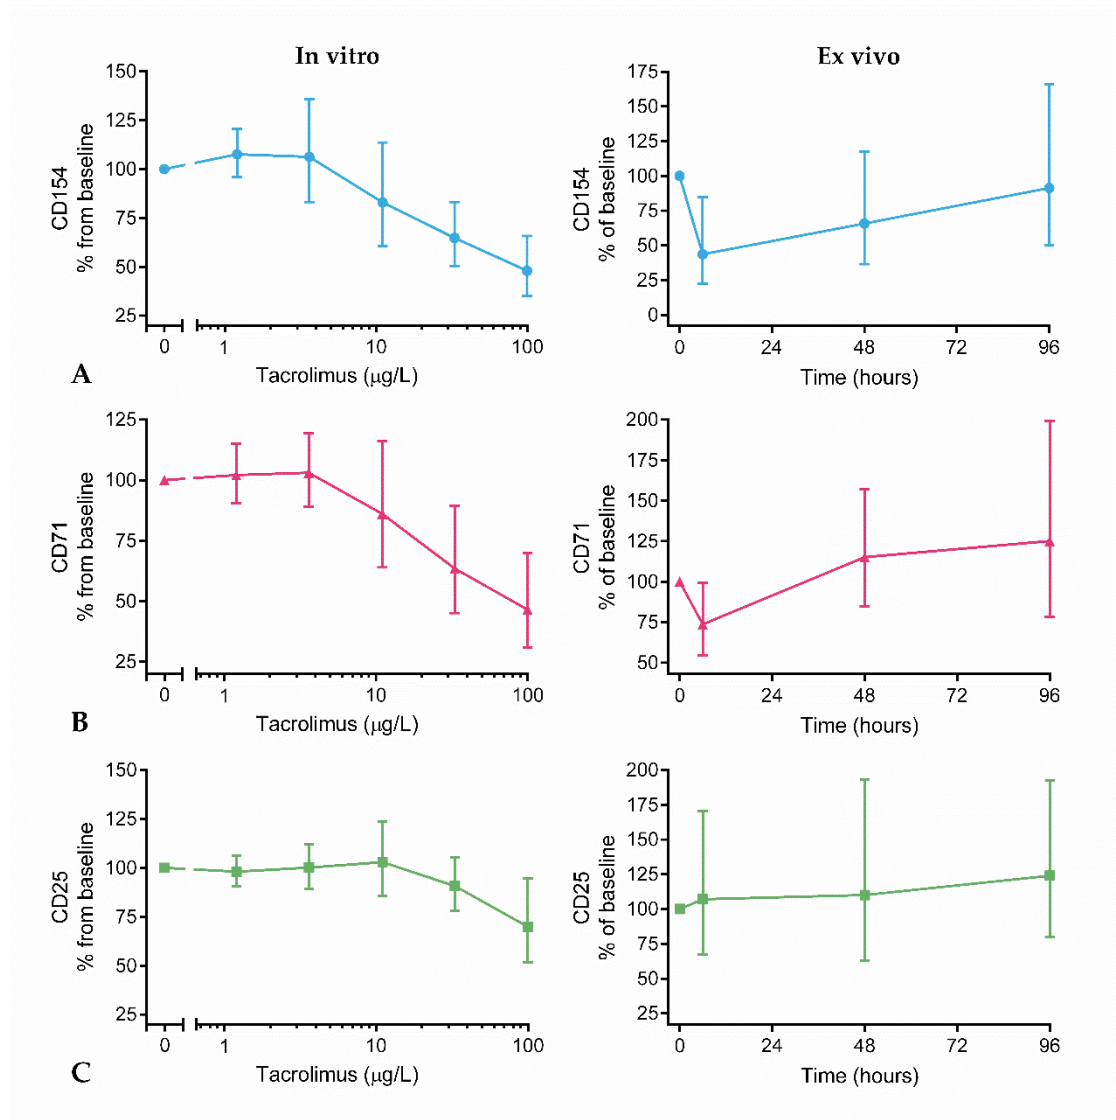 In vitro
Ex vivo
CD154
% from baseline
150
125
100
75
50
25
0
1
10
100
Tacrolimus (μg/L)
A
CD154
% of baseline
175
150
125
100
75
50
25
0
0
24
48
72
96
Time (hours)
CD71
% from baseline
125
100
75
50
25
0
1
10
100
Tacrolimus (μg/L)
B
CD71
% of baseline
200
175
150
125
100
75
50
0
24
48
72
96
Time (hours)
CD25
% from baseline
150
125
100
75
50
25
0
1
10
100
Tacrolimus (μg/L)
C
CD25
% of baseline
200
175
150
125
100
75
50
25
0
24
48
72
96
Time (hours)